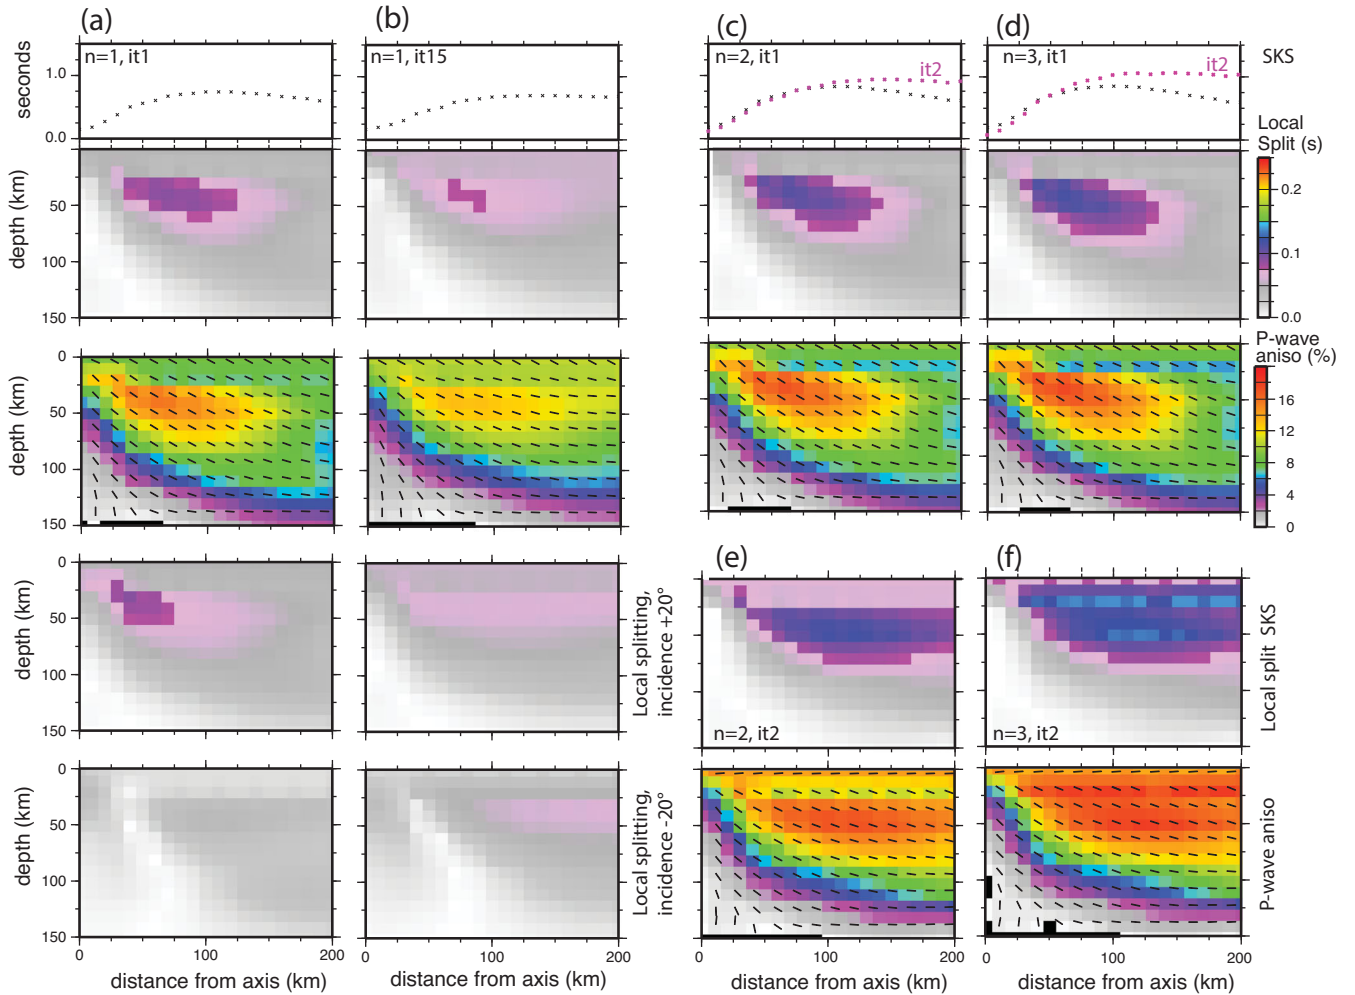 (a)
(b)
(c)
(d)
n=1, it1
n=1, it15
n=2, it1
it2
n=3, it1
it2
SKS
seconds
1.0
0.0
Local
Split (s)
0.2
0.1
0.0
depth (km)
50
100
150
P-wave
aniso (%)
16
12
8
4
0
depth (km)
0
50
100
150
(e)
(f)
depth (km)
0
50
100
150
Local splitting,
incidence +20°
n=2, it2
n=3, it2
Local split SKS
depth (km)
0
50
100
150
Local splitting,
incidence -20°
P-wave aniso
0
100
200
0
100
200
0
100
200
0
100
200
distance from axis (km)
distance from axis (km)
distance from axis (km)
distance from axis (km)